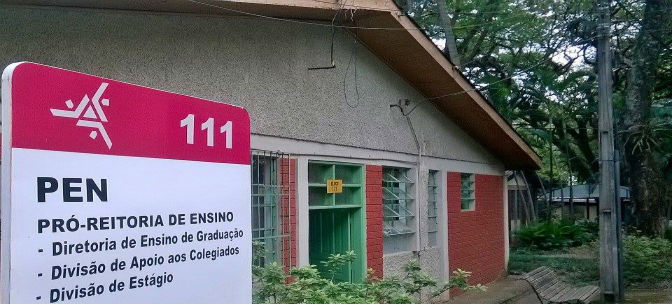 111
PEN
PRÓ-REITORIA DE ENSINO
- Diretoria de Ensino de Graduação
- Divisão de Apoio aos Colegiados
- Divisão de Estágio